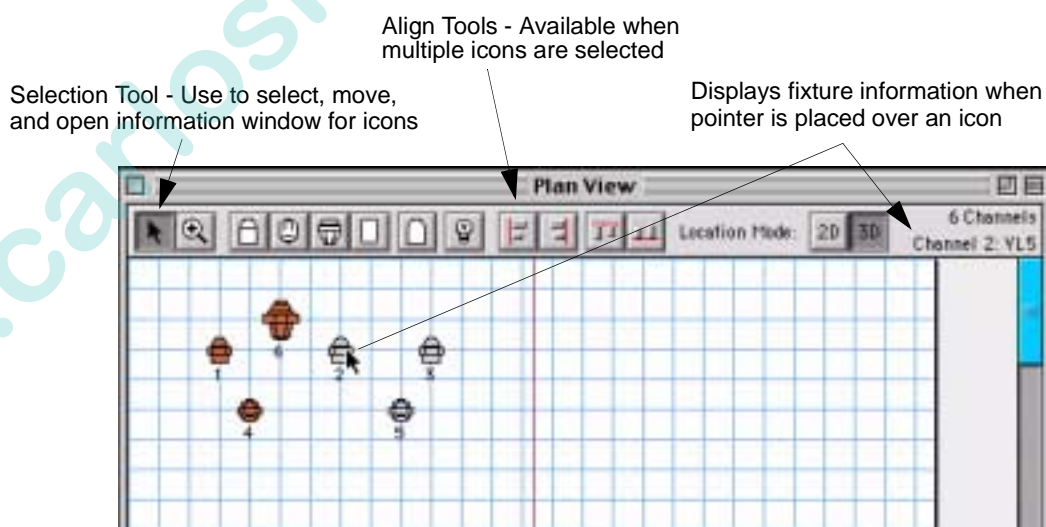 Align Tools - Available when
multiple icons are selected
Selection Tool - Use to select, move,
and open information window for icons
Displays fixture information when
pointer is placed over an icon
Plan View
Location Mode: 2D 3D
6 Channels
Channel 2: VL5
6
1
2
3
4
5
.carlos